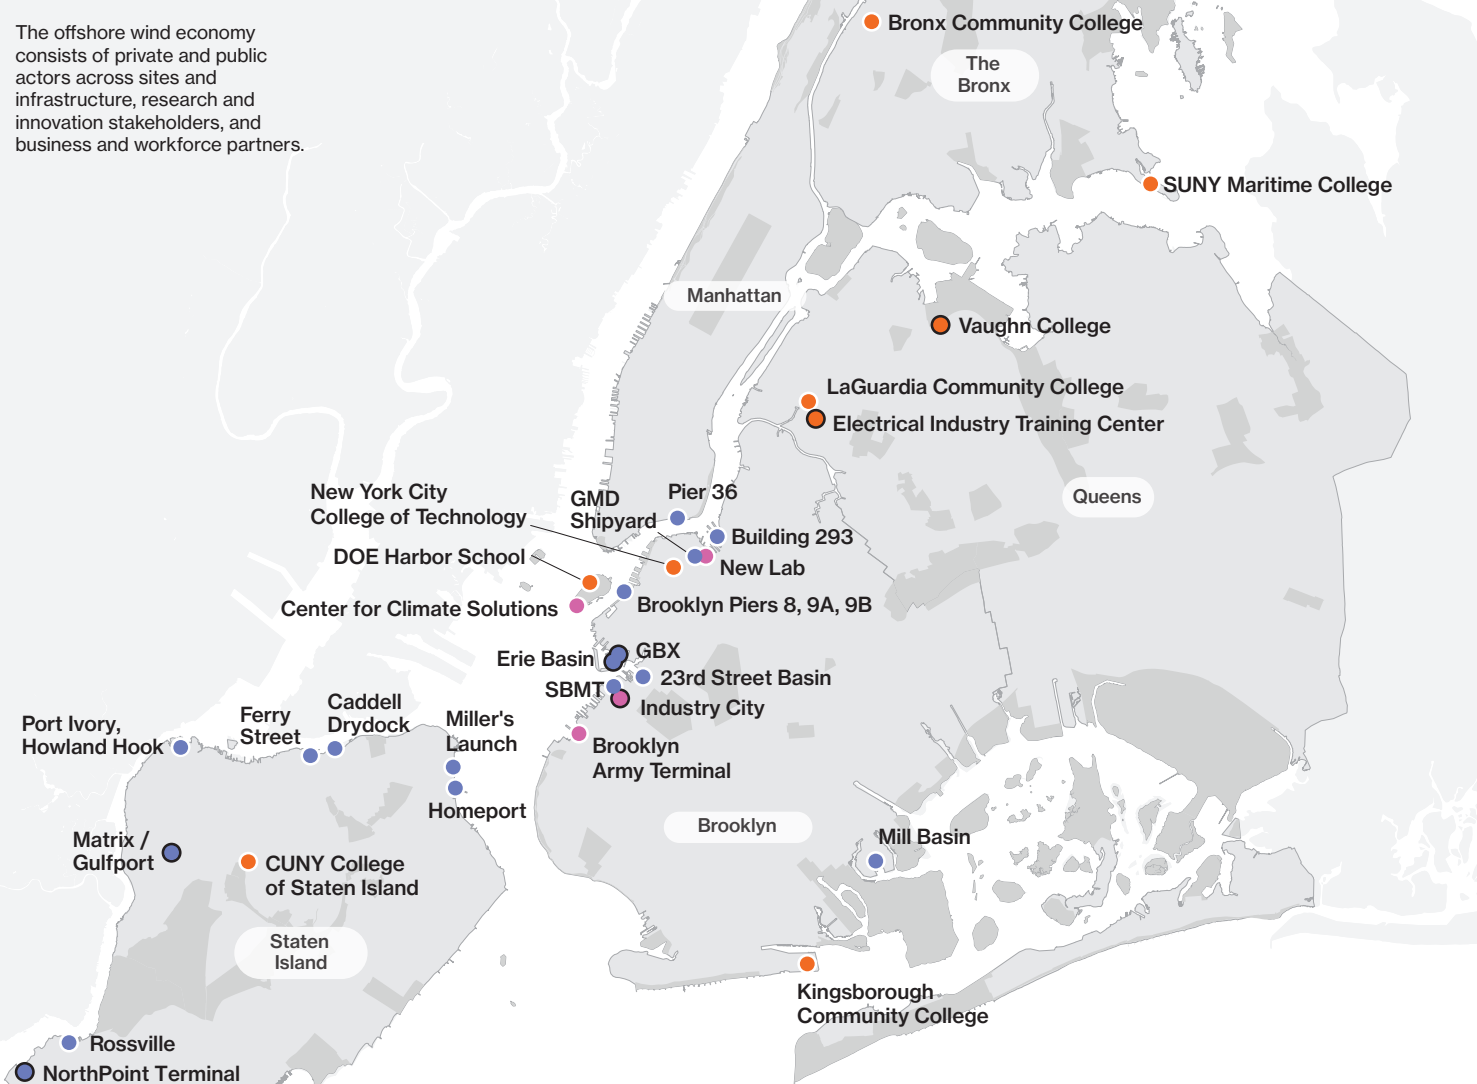 The offshore wind economy
consists of private and public
actors across sites and
infrastructure, research and
innovation stakeholders, and
business and workforce partners.
Bronx Community College
The
Bronx
SUNY Maritime College
Manhattan
Vaughn College
LaGuardia Community College
Electrical Industry Training Center
Queens
New York City
College of Technology
GMD
Shipyard
Pier 36
Building 293
DOE Harbor School
New Lab
Center for Climate Solutions
Brooklyn Piers 8, 9A, 9B
Erie Basin
GBX
23rd Street Basin
SBMT
Industry City
Brooklyn
Army Terminal
Port Ivory,
Howland Hook
Ferry
Street
Caddell
Drydock
Miller's
Launch
Homeport
Brooklyn
Mill Basin
Matrix /
Gulfport
CUNY College
of Staten Island
Staten
Island
Kingsborough
Community College
Rossville
NorthPoint Terminal